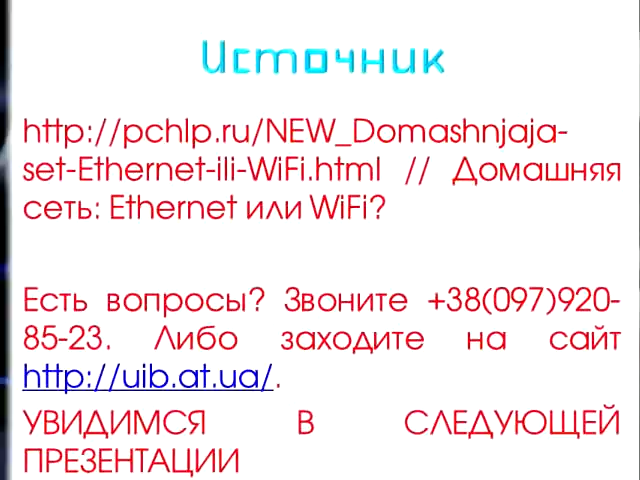 Источник
http://pchlp.ru/NEW_Domashnjaja-
set-Ethernet-ili-WiFi.html // Домашняя
сеть: Ethernet или WiFi?
Есть вопросы? Звоните +38(097)920-
85-23. Либо заходите на сайт
http://uib.at.ua/.
УВИДИМСЯ В СЛЕДУЮЩЕЙ
ПРЕЗЕНТАЦИИ